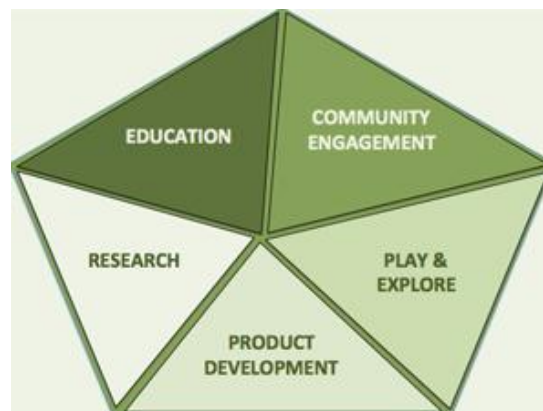 EDUCATION
COMMUNITY
ENGAGEMENT
RESEARCH
PLAY &
EXPLORE
PRODUCT
DEVELOPMENT